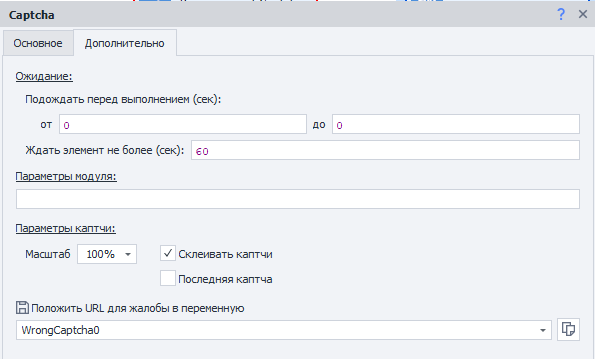 Captcha
Основное Дополнительно
Ожидание:
Подождать перед выполнением (сек):
от 0 до 0
Ждать элемент не более (сек): 60
Параметры модуля:
Параметры каптчи:
Масштаб 100% Склеивать каптчи
Последняя каптча
Положить URL для жалобы в переменную
WrongCaptcha0